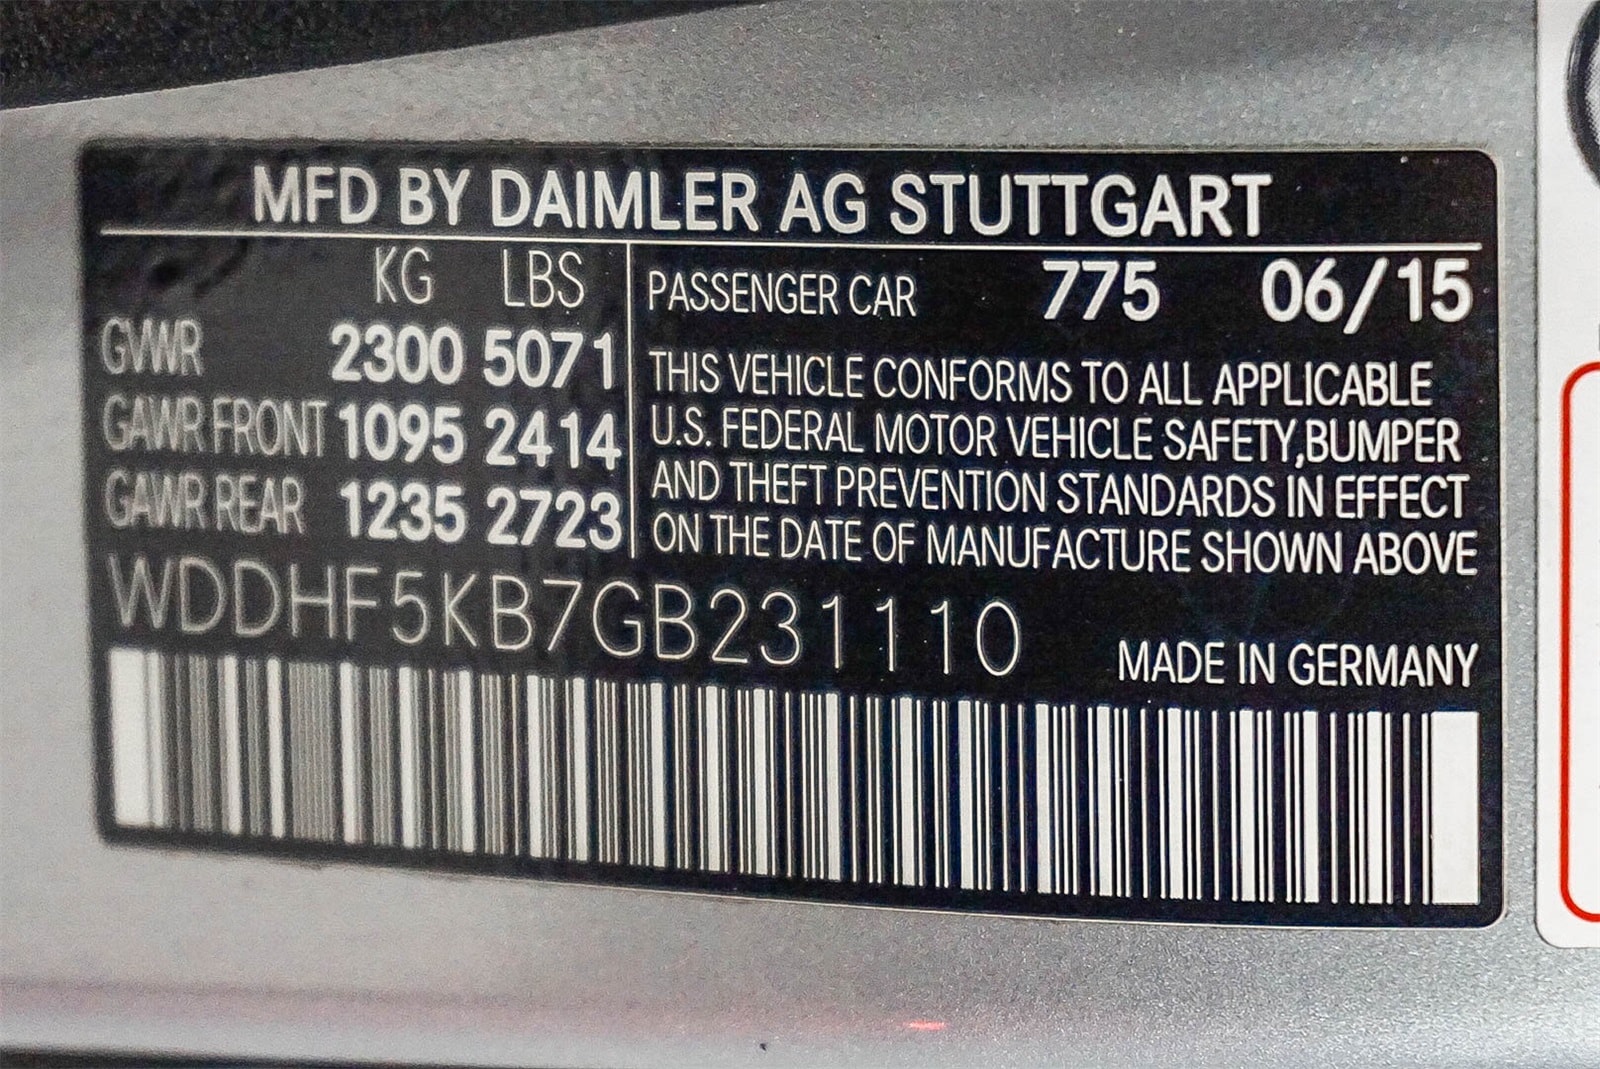 MFD BY DAIMLER AG STUTTGART
KG LBS
GVWR 2300 5071
GAWR FRONT 1095 2414
GAWR REAR 1235 2723
PASSENGER CAR 775 06/15
THIS VEHICLE CONFORMS TO ALL APPLICABLE
U.S. FEDERAL MOTOR VEHICLE SAFETY,BUMPER
AND THEFT PREVENTION STANDARDS IN EFFECT
ON THE DATE OF MANUFACTURE SHOWN ABOVE
WDDHF5KB7GB231110
MADE IN GERMANY